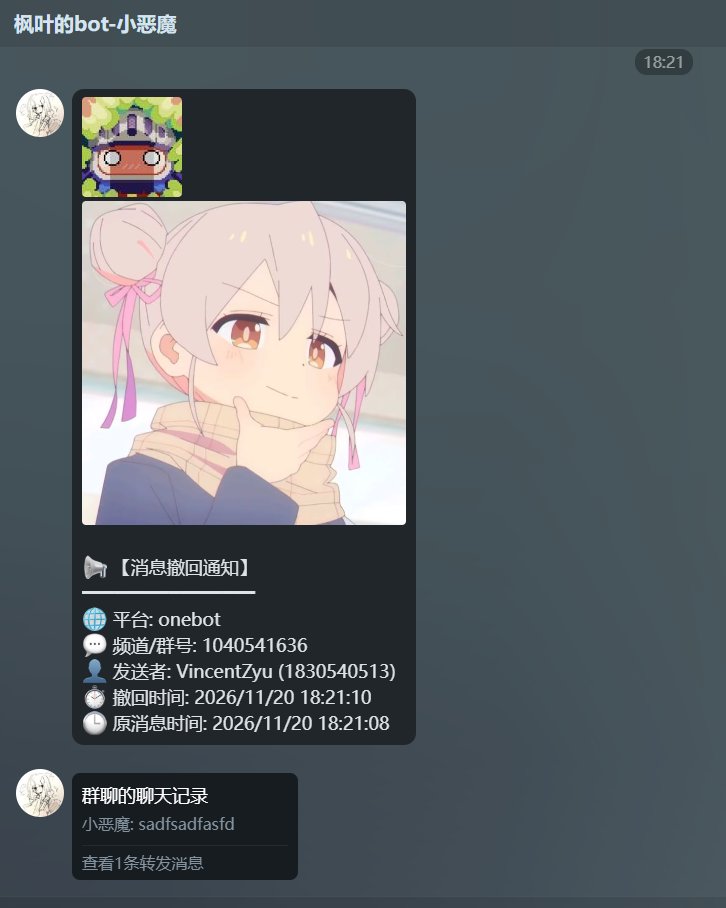 枫叶的bot-小恶魔
18:21
【消息撤回通知】
平台: onebot
频道/群号: 1040541636
发送者: VincentZyu (1830540513)
撤回时间: 2026/11/20 18:21:10
原消息时间: 2026/11/20 18:21:08
群聊的聊天记录
小恶魔: sadfsadfasfd
查看1条转发消息